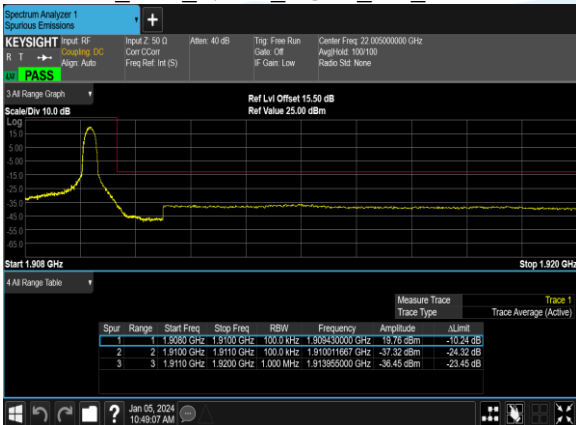 Spectrum Analyzer 1
Spurious Emissions
+
KEYSIGHT Input: RF Input Z: 50 Ω Atten: 40 dB Trig: Free Run Center Freq: 22.005000000 GHz
R T Coupling: DC Corr CCorr Gate: Off Avg|Hold: 100/100
Align: Auto Freq Ref: Int (S) IF Gain: Low Radio Std: None
PASS
3 All Range Graph
Ref Lvl Offset 15.50 dB
Scale/Div 10.0 dB Ref Value 25.00 dBm
Log
15.0
5.00
-5.00
-15.0
-25.0
-35.0
-45.0
-55.0
-65.0
Start 1.908 GHz Stop 1.920 GHz
4 All Range Table
Measure Trace Trace 1
Trace Type Trace Average (Active)
Spur Range Start Freq Stop Freq RBW Frequency Amplitude ΔLimit
1 1 1.9080 GHz 1.9100 GHz 100.0 kHz 1.909430000 GHz 19.76 dBm -10.24 dB
2 2 1.9100 GHz 1.9110 GHz 100.0 kHz 1.910011667 GHz -37.32 dBm -24.32 dB
3 3 1.9110 GHz 1.9200 GHz 1.000 MHz 1.913955000 GHz -36.45 dBm -23.45 dB
? Jan 05, 2024
10:49:07 AM